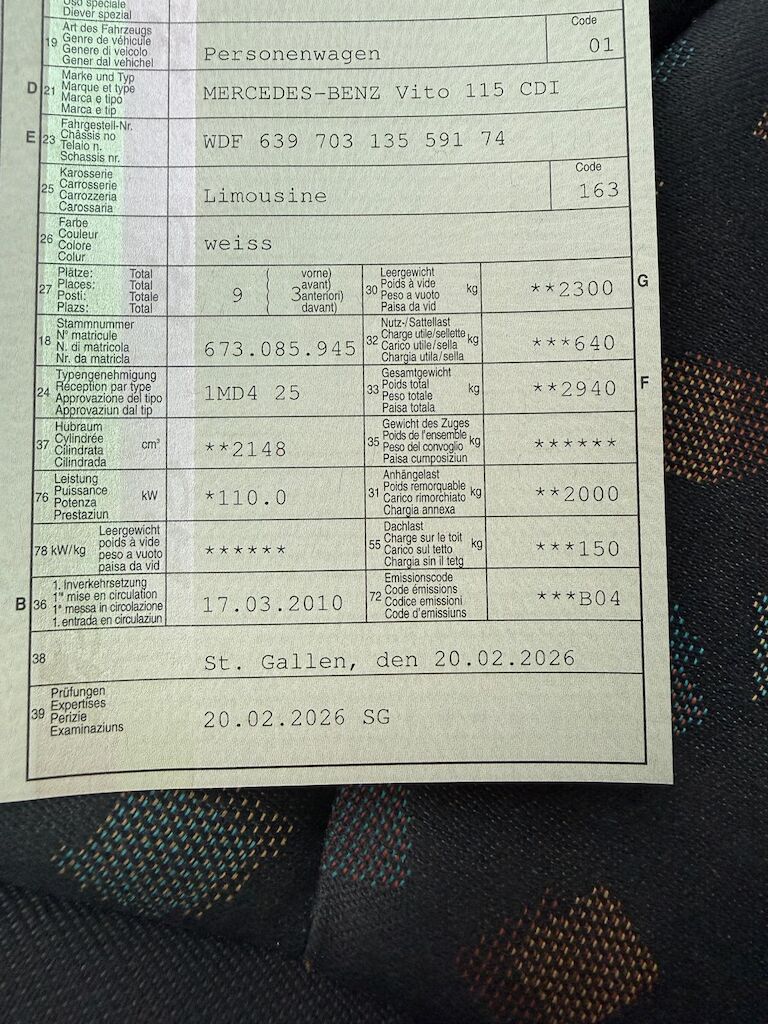 Uso speciale
Diever spezial
19 Art des Fahrzeugs
Genre de véhicule
Genere di veicolo
Gener dal vehichel
Personenwagen
Code
01
D 21 Marke und Typ
Marque et type
Marca e tipo
Marca e tip
MERCEDES-BENZ Vito 115 CDI
E 23 Fahrgestell-Nr.
Châssis no
Telaio n.
Schassis nr.
WDF 639 703 135 591 74
25 Karosserie
Carrosserie
Carrozzeria
Carossaria
Limousine
Code
163
26 Farbe
Couleur
Colore
Colur
weiss
27 Plätze: Total
Places: Total
Posti: Totale
Plazs: Total
9 ( 3 vorne)
avant)
anteriori)
davant)
30 Leergewicht
Poids à vide
Peso a vuoto
Paisa da vid
kg
**2300 G
18 Stammnummer
N° matricule
N. di matricola
Nr. da matricla
673.085.945
32 Nutz-/Sattellast
Charge utile/sellette
Carico utile/sella
Chargia utila/sella
kg
***640
24 Typengenehmigung
Réception par type
Approvazione del tipo
Approvaziun dal tip
1MD4 25
33 Gesamtgewicht
Poids total
Peso totale
Paisa totala
kg
**2940 F
37 Hubraum
Cylindrée
Cilindrata
Cilindrada
cm³
**2148
35 Gewicht des Zuges
Poids de l'ensemble
Peso del convoglio
Paisa cumposiziun
kg
******
76 Leistung
Puissance
Potenza
Prestaziun
kW
*110.0
31 Anhängelast
Poids remorquable
Carico rimorchiato
Chargia annexa
kg
**2000
78 kW/kg Leergewicht
poids à vide
peso a vuoto
paisa da vid
******
55 Dachlast
Charge sur le toit
Carico sul tetto
Chargia sin il tetg
kg
***150
B 36 1. Inverkehrsetzung
1re mise en circulation
1a messa in circolazione
1. entrada en circulaziun
17.03.2010
72 Emissionscode
Code émissions
Codice emissioni
Code d'emissiuns
***B04
38 St. Gallen, den 20.02.2026
39 Prüfungen
Expertises
Perizie
Examinaziuns
20.02.2026 SG